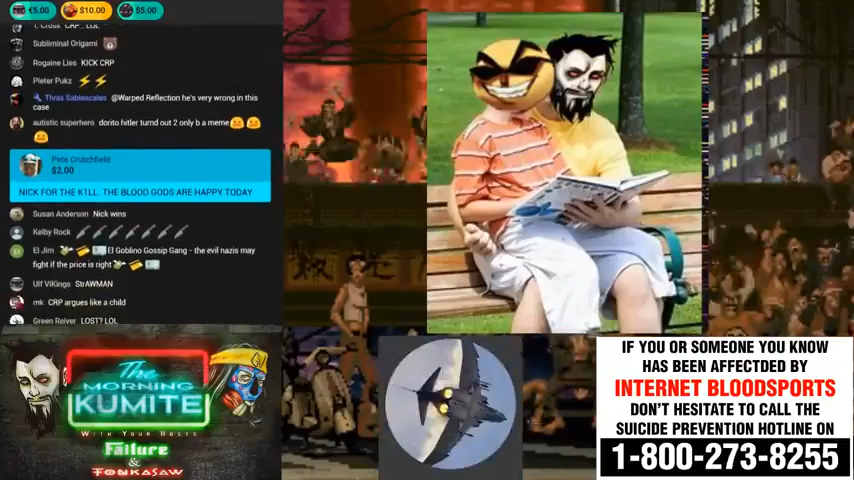 €5.00 $10.00 $5.00
T. Cross CRP... LOL
Subliminal Origami
Rogaine Lies KICK CRP
Pieter Pukz
Thrax Sablescales @Warped Reflection he's very wrong in this
case
autistic superhero dorito hitler turnd out 2 only b a meme
Pete Crutchfield
$2.00
NICK FOR THE K1LL. THE BLOOD GODS ARE HAPPY TODAY
Susan Anderson Nick wins
Kelby Rock
El Jim El Goblino Gossip Gang - the evil nazis may
fight if the price is right
Ulf ViKings StrAWMAN
mk CRP argues like a child
Green Reiver LOST? LOL
The
MORNING
KUMITE
With Your Hosts
Failure
&
TONKASAW
IF YOU OR SOMEONE YOU KNOW
HAS BEEN AFFECTDED BY
INTERNET BLOODSPORTS
DON'T HESITATE TO CALL THE
SUICIDE PREVENTION HOTLINE ON
1-800-273-8255